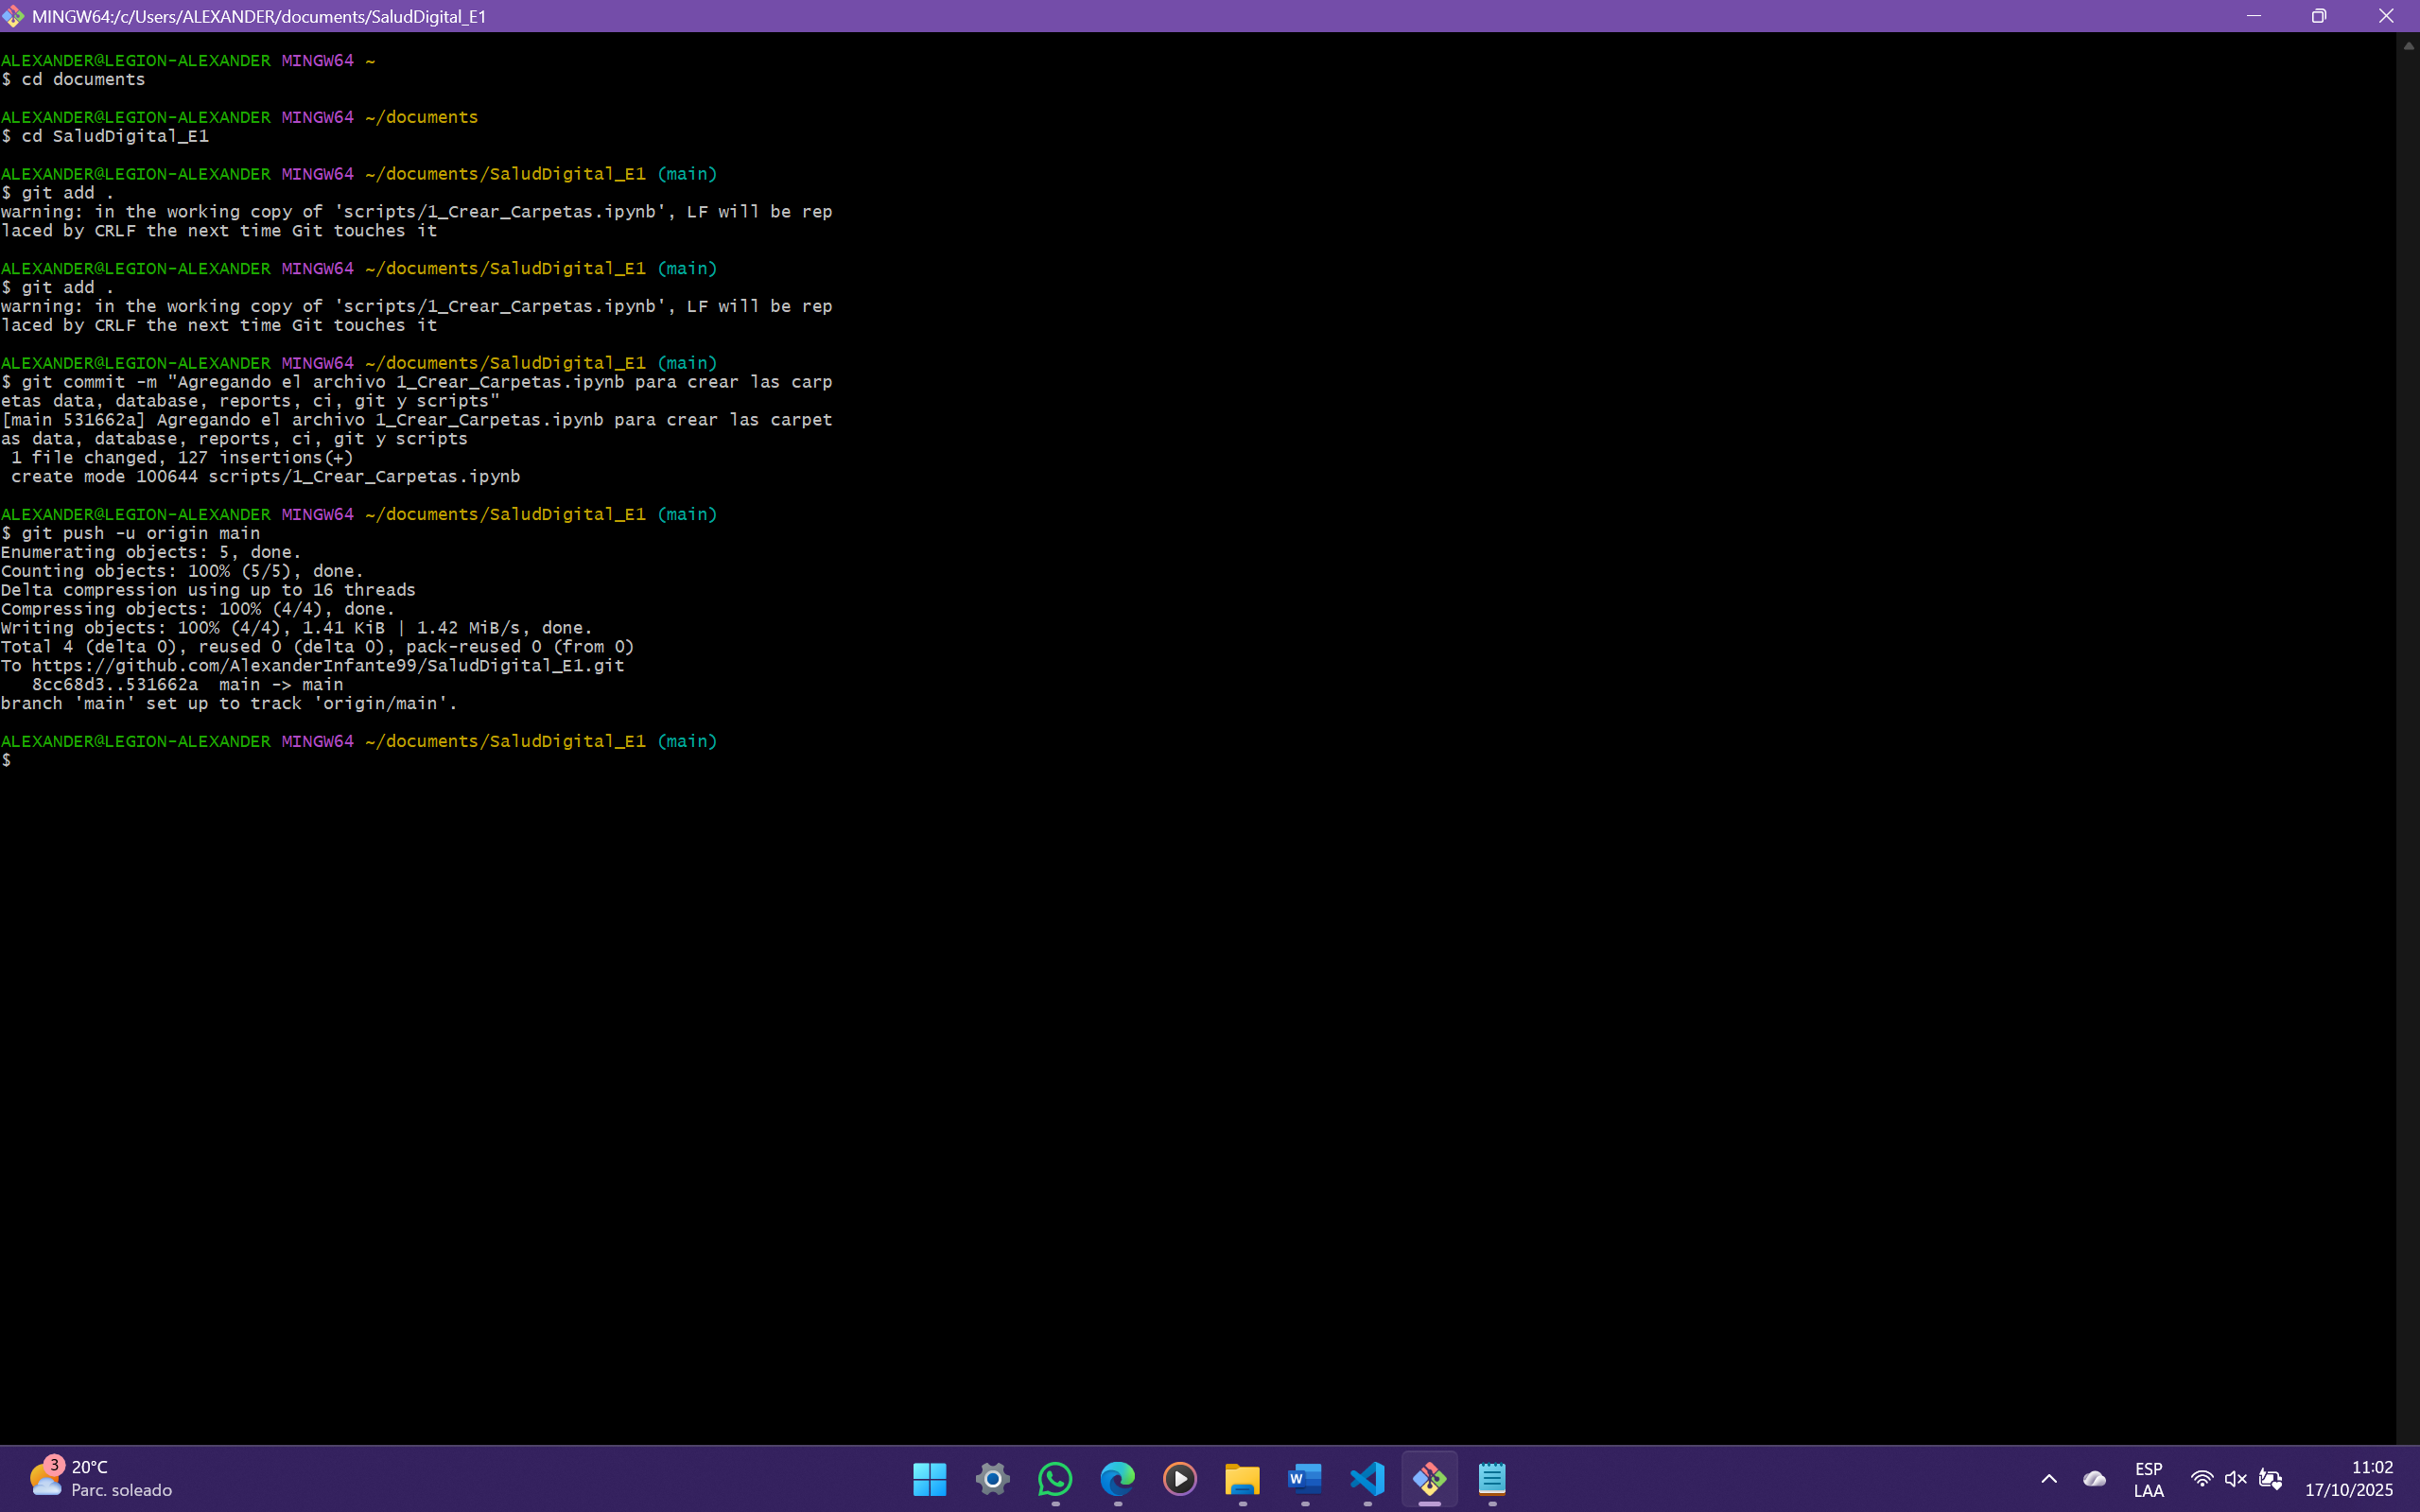 MINGW64:/c/Users/ALEXANDER/documents/SaludDigital_E1
ALEXANDER@LEGION-ALEXANDER MINGW64 ~
$ cd documents
ALEXANDER@LEGION-ALEXANDER MINGW64 ~/documents
$ cd SaludDigital_E1
ALEXANDER@LEGION-ALEXANDER MINGW64 ~/documents/SaludDigital_E1 (main)
$ git add .
warning: in the working copy of 'scripts/1_Crear_Carpetas.ipynb', LF will be rep
laced by CRLF the next time Git touches it
ALEXANDER@LEGION-ALEXANDER MINGW64 ~/documents/SaludDigital_E1 (main)
$ git add .
warning: in the working copy of 'scripts/1_Crear_Carpetas.ipynb', LF will be rep
laced by CRLF the next time Git touches it
ALEXANDER@LEGION-ALEXANDER MINGW64 ~/documents/SaludDigital_E1 (main)
$ git commit -m "Agregando el archivo 1_Crear_Carpetas.ipynb para crear las carp
etas data, database, reports, ci, git y scripts"
[main 531662a] Agregando el archivo 1_Crear_Carpetas.ipynb para crear las carpet
as data, database, reports, ci, git y scripts
 1 file changed, 127 insertions(+)
 create mode 100644 scripts/1_Crear_Carpetas.ipynb
ALEXANDER@LEGION-ALEXANDER MINGW64 ~/documents/SaludDigital_E1 (main)
$ git push -u origin main
Enumerating objects: 5, done.
Counting objects: 100% (5/5), done.
Delta compression using up to 16 threads
Compressing objects: 100% (4/4), done.
Writing objects: 100% (4/4), 1.41 KiB | 1.42 MiB/s, done.
Total 4 (delta 0), reused 0 (delta 0), pack-reused 0 (from 0)
To https://github.com/AlexanderInfante99/SaludDigital_E1.git
   8cc68d3..531662a  main -> main
branch 'main' set up to track 'origin/main'.
ALEXANDER@LEGION-ALEXANDER MINGW64 ~/documents/SaludDigital_E1 (main)
$
3
20°C
Parc. soleado
W
ESP
LAA
11:02
17/10/2025